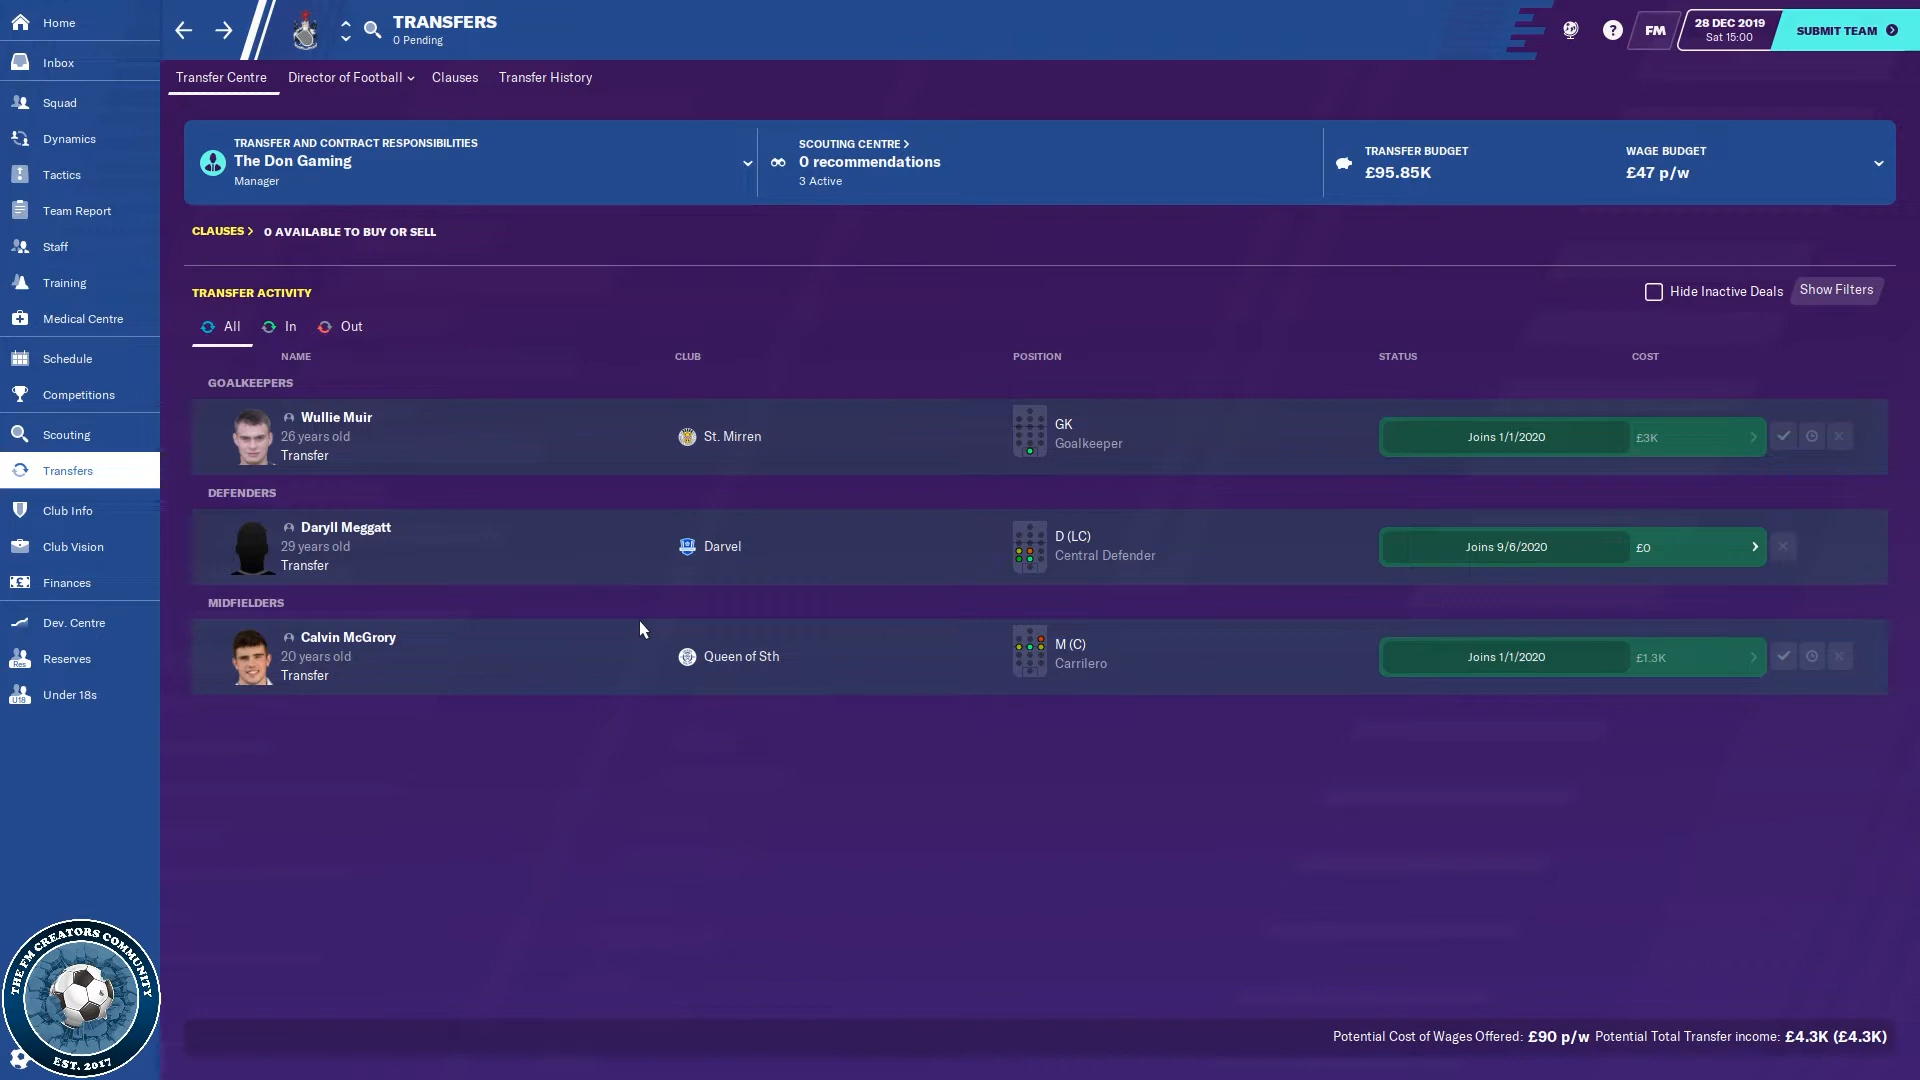 Home
Inbox
Squad
Dynamics
Tactics
Team Report
Staff
Training
Medical Centre
Schedule
Competitions
Scouting
Transfers
Club Info
Club Vision
Finances
Dev. Centre
Res
Reserves
U18
Under 18s
THE FM CREATORS COMMUNITY
EST. 2017
TRANSFERS
0 Pending
?
FM
28 DEC 2019
Sat 15:00
SUBMIT TEAM
Transfer Centre
Director of Football
Clauses
Transfer History
TRANSFER AND CONTRACT RESPONSIBILITIES
The Don Gaming
Manager
SCOUTING CENTRE >
0 recommendations
3 Active
TRANSFER BUDGET
£95.85K
WAGE BUDGET
£47 p/w
CLAUSES > 0 AVAILABLE TO BUY OR SELL
TRANSFER ACTIVITY
Hide Inactive Deals
Show Filters
All
In
Out
NAME CLUB POSITION STATUS COST
GOALKEEPERS
Wullie Muir
26 years old
Transfer
St. Mirren
GK
Goalkeeper
Joins 1/1/2020
£3K
DEFENDERS
Daryll Meggatt
29 years old
Transfer
Darvel
D (LC)
Central Defender
Joins 9/6/2020
£0
MIDFIELDERS
Calvin McGrory
20 years old
Transfer
Queen of Sth
M (C)
Carrilero
Joins 1/1/2020
£1.3K
Potential Cost of Wages Offered: £90 p/w Potential Total Transfer income: £4.3K (£4.3K)